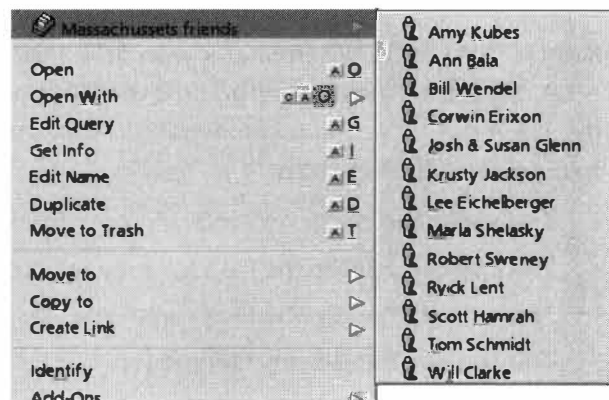 Massachussets friends
Open A O
Open With C A O
Edit Query A G
Get Info A I
Edit Name A E
Duplicate A D
Move to Trash A T
Move to
Copy to
Create Link
Identify
Add-Ons
Amy Kubes
Ann Bala
Bill Wendel
Corwin Erixon
Josh & Susan Glenn
Krusty Jackson
Lee Eichelberger
Marla Shelasky
Robert Sweney
Ryck Lent
Scott Hamrah
Tom Schmidt
Will Clarke